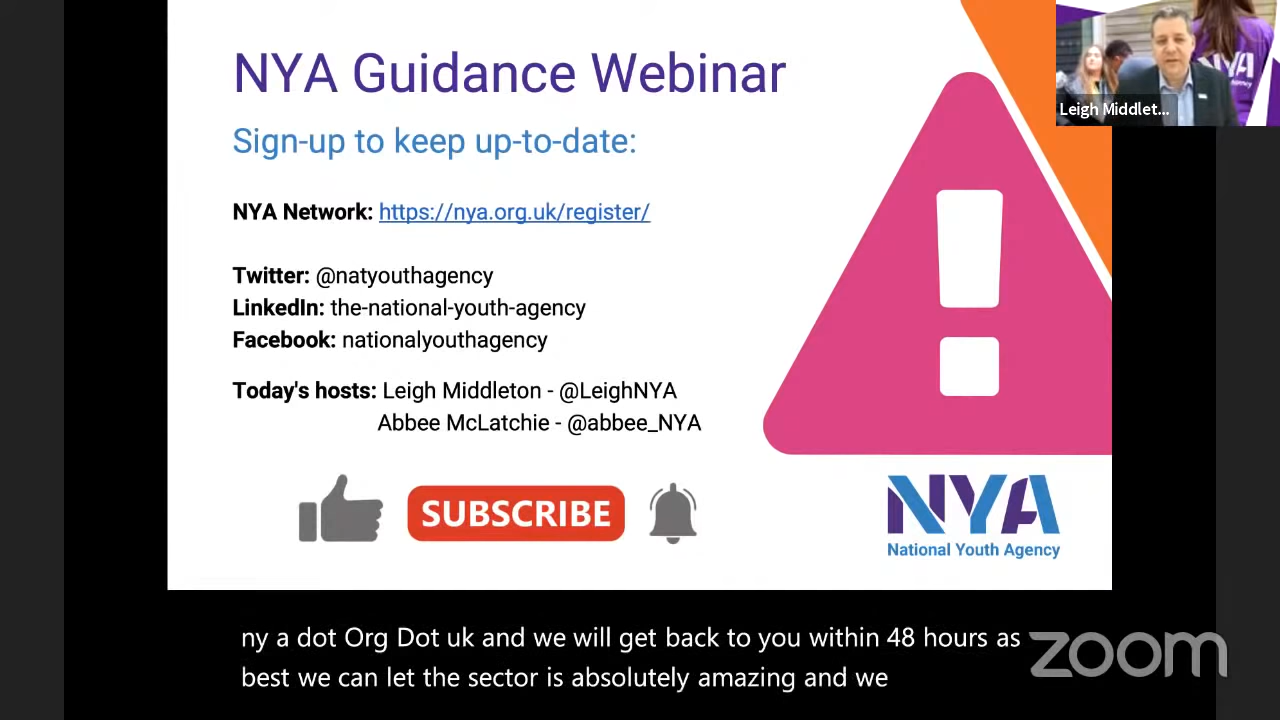 NYA Guidance Webinar
Sign-up to keep up-to-date:
NYA Network: https://nya.org.uk/register/
Twitter: @natyouthagency
LinkedIn: the-national-youth-agency
Facebook: nationalyouthagency
Today's hosts: Leigh Middleton - @LeighNYA
Abbee McLatchie - @abbee_NYA
SUBSCRIBE
NYA
National Youth Agency
NYA
Leigh Middlet...
ny a dot Org Dot uk and we will get back to you within 48 hours as
best we can let the sector is absolutely amazing and we
zoom